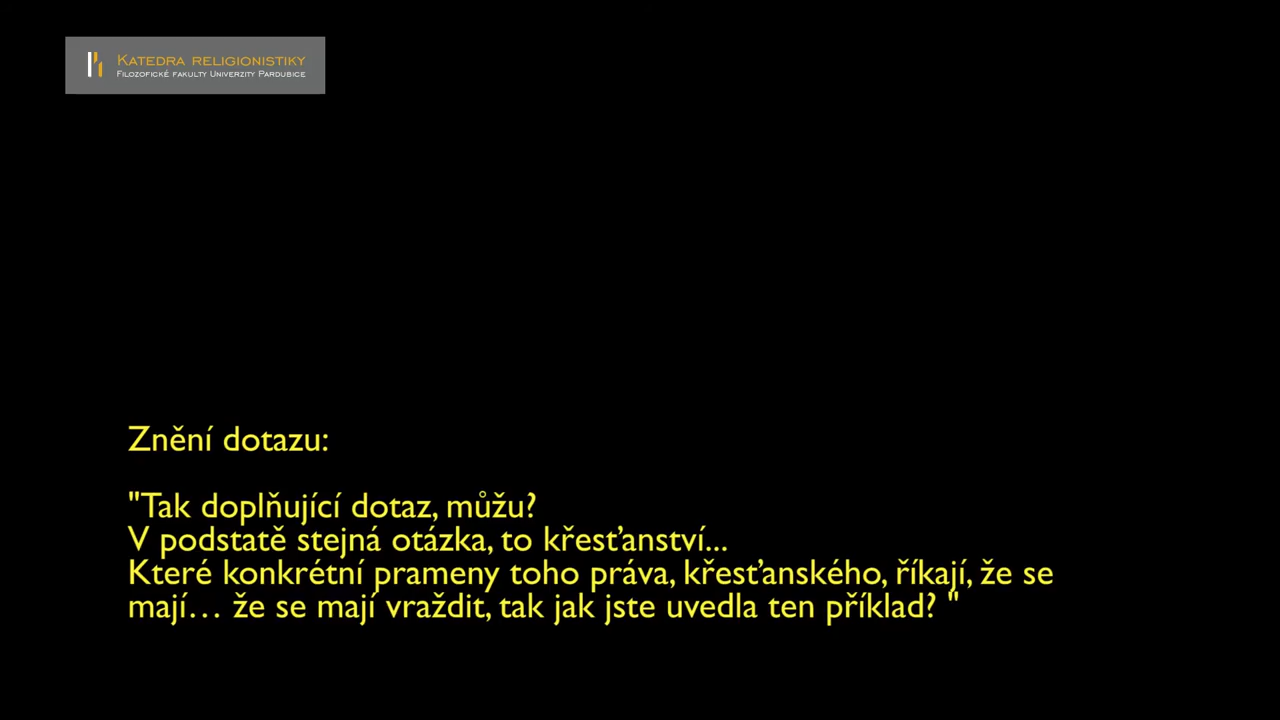 KATEDRA RELIGIONISTIKY
FILOZOFICKÉ FAKULTY UNIVERZITY PARDUBICE
Znění dotazu:
"Tak doplňující dotaz, můžu?
V podstatě stejná otázka, to křesťanství...
Které konkrétní prameny toho práva, křesťanského, říkají, že se
mají… že se mají vraždit, tak jak jste uvedla ten příklad? "